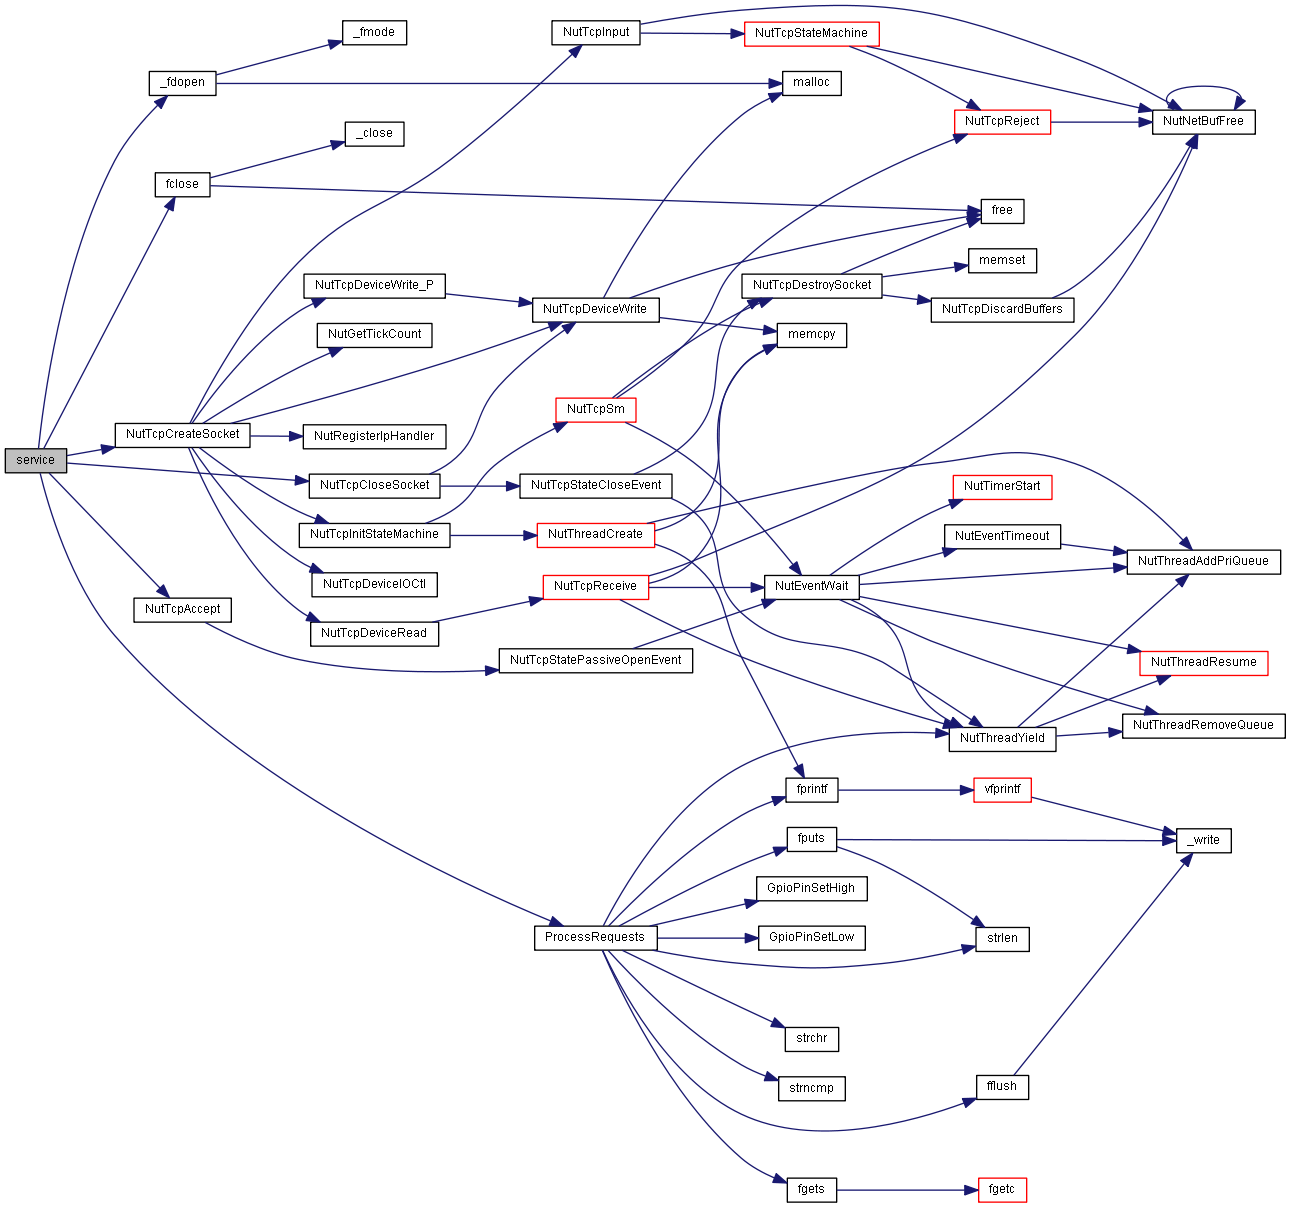 _fmode
NutTcpInput
NutTcpStateMachine
_fdopen
malloc
NutTcpReject
NutNetBufFree
_close
fclose
free
memset
NutTcpDeviceWrite_P
NutTcpDestroySocket
NutTcpDeviceWrite
NutTcpDiscardBuffers
NutGetTickCount
memcpy
NutTcpSm
NutTcpCreateSocket
NutRegisterIpHandler
service
NutTcpCloseSocket
NutTcpStateCloseEvent
NutTimerStart
NutTcpInitStateMachine
NutThreadCreate
NutEventTimeout
NutThreadAddPriQueue
NutTcpDeviceIOCtl
NutTcpReceive
NutEventWait
NutTcpAccept
NutTcpDeviceRead
NutTcpStatePassiveOpenEvent
NutThreadResume
NutThreadRemoveQueue
NutThreadYield
fprintf
vfprintf
fputs
_write
GpioPinSetHigh
ProcessRequests
GpioPinSetLow
strlen
strchr
strncmp
fflush
fgets
fgetc